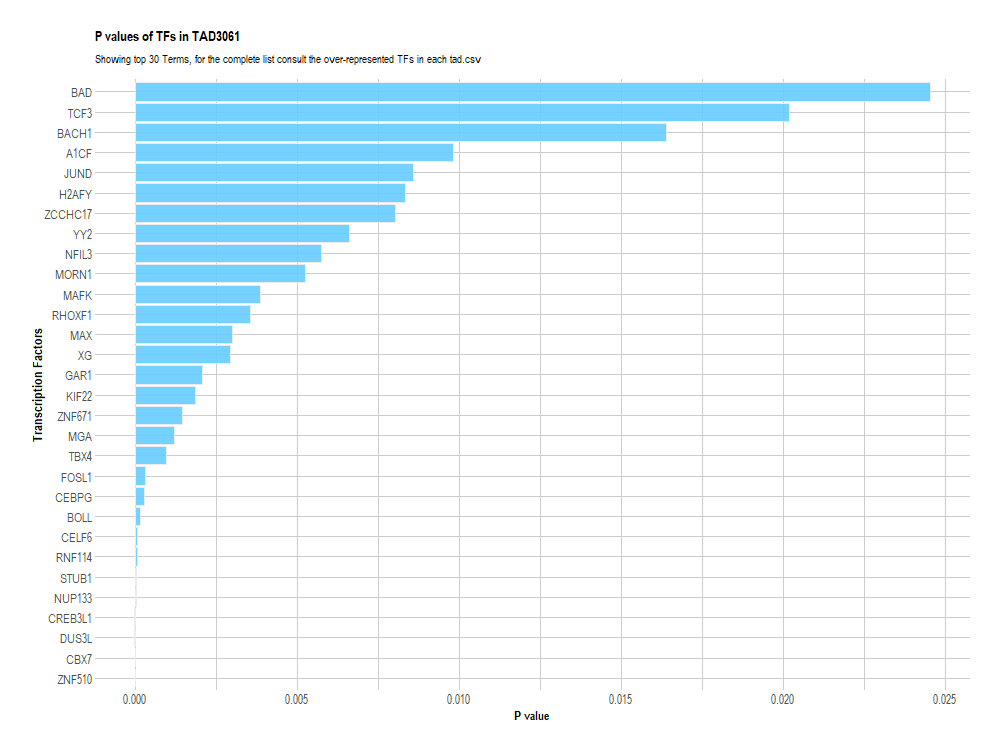 P values of TFs in TAD3061
Showing top 30 Terms, for the complete list consult the over-represented TFs in each tad.csv
BAD
TCF3
BACH1
A1CF
JUND
H2AFY
ZCCHC17
YY2
NFIL3
MORN1
MAFK
RHOXF1
MAX
XG
GAR1
KIF22
ZNF671
MGA
TBX4
FOSL1
CEBPG
BOLL
CELF6
RNF114
STUB1
NUP133
CREB3L1
DUS3L
CBX7
ZNF510
Transcription Factors
0.000 0.005 0.010 0.015 0.020 0.025
P value